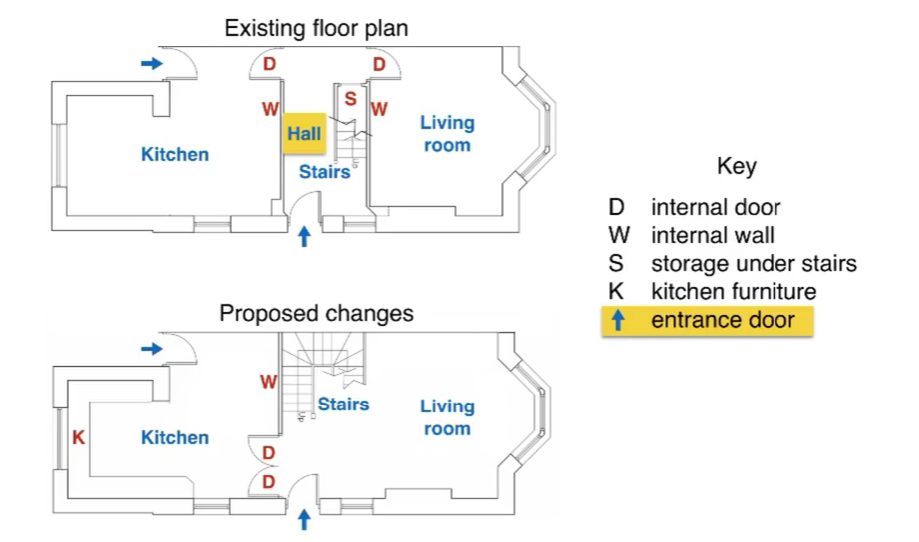 Existing floor plan
D
D
W
S
W
Hall
Living
room
Kitchen
Stairs
Up
Key
D internal door
W internal wall
S storage under stairs
K kitchen furniture
entrance door
Proposed changes
W
Stairs
Living
room
K
Kitchen
D
D